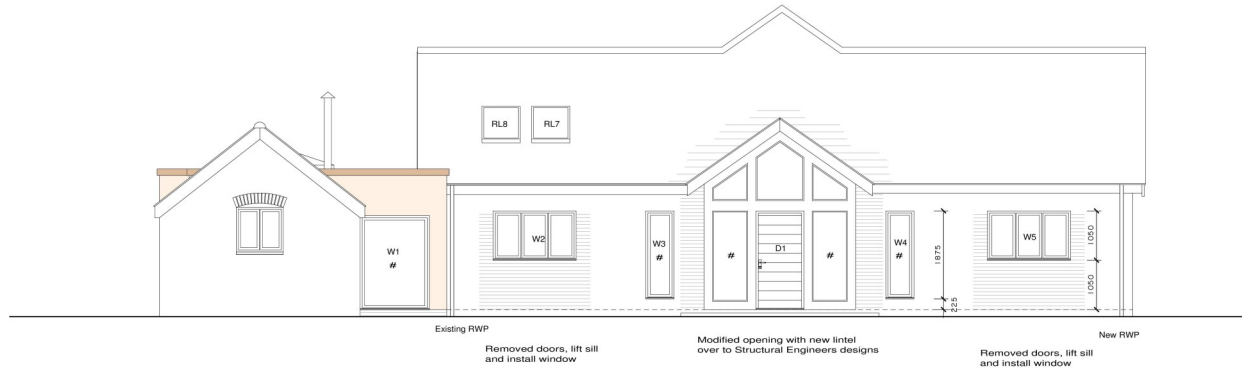 RL8
RL7
W1
#
W2
W3
#
#
D1
#
W4
#
1875
225
W5
1050
1050
Existing RWP
New RWP
Removed doors, lift sill
and install window
Modified opening with new lintel
over to Structural Engineers designs
Removed doors, lift sill
and install window